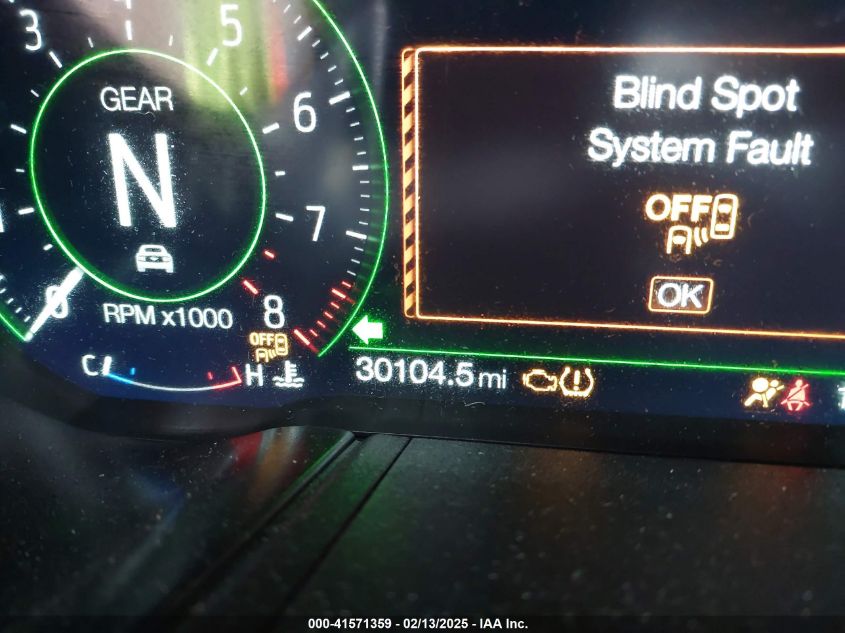 3
5
6
7
8
0
GEAR
N
RPM x1000
OFF
C
H
30104.5 mi
Blind Spot
System Fault
OFF
OK
000-41571359 - 02/13/2025 - IAA Inc.